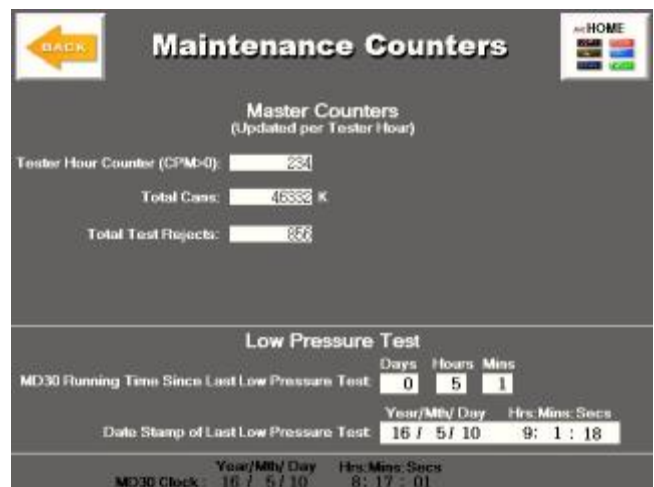 BACK
Maintenance Counters
HOME
Master Counters
(Updated per Tester Hour)
Tester Hour Counter (CPM>0): 234
Total Cans: 46332 K
Total Test Rejects: 856
Low Pressure Test
Days Hours Mins
MD30 Running Time Since Last Low Pressure Test: 0 5 1
Year/Mth/ Day Hrs:Mins:Secs
Date Stamp of Last Low Pressure Test: 16 / 5 / 10 9: 1 : 18
Year/Mth/ Day Hrs:Mins:Secs
MD30 Clock : 16 / 5 / 10 8: 17 : 01